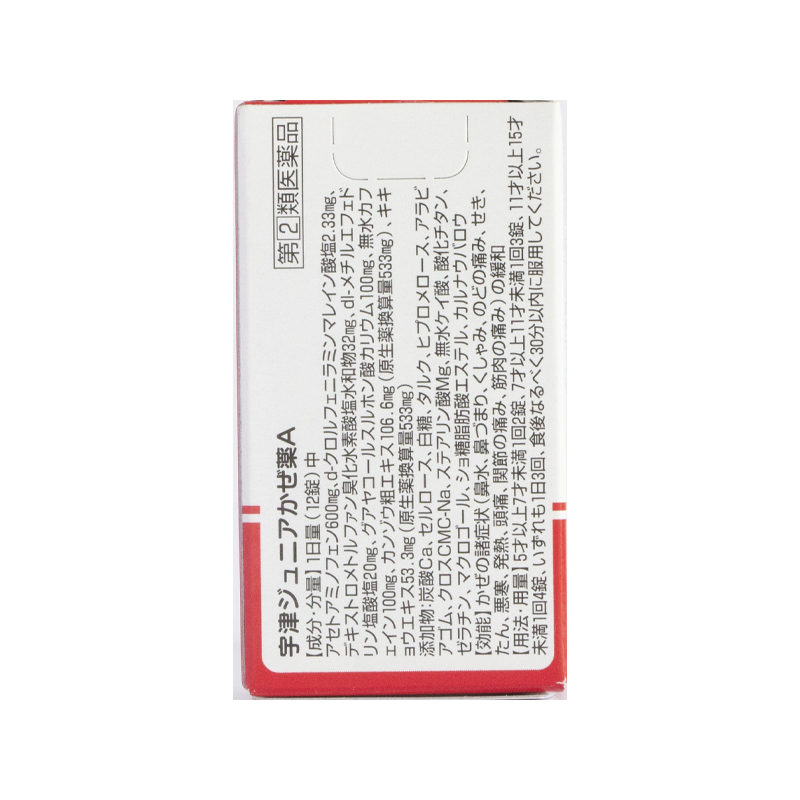 第②類医薬品
宇津ジュニアかぜ薬A
【成分・分量】1日量(12錠)中
アセトアミノフェン600mg、d-クロルフェニラミンマレイン酸塩2.33mg、
デキストロメトルファン臭化水素酸塩水和物32mg、dl-メチルエフェド
リン塩酸塩20mg、グアヤコールスルホン酸カリウム100mg、無水カフ
ェイン100mg、カンゾウ粗エキス106.6mg(原生薬換算量533mg)、キキ
ョウエキス53.3mg(原生薬換算量533mg)
添加物:炭酸Ca、セルロース、白糖、タルク、ヒプロメロース、アラビ
アゴム、クロスCMC-Na、ステアリン酸Mg、無水ケイ酸、酸化チタン、
ゼラチン、マクロゴール、ショ糖脂肪酸エステル、カルナウバロウ
【効能】かぜの諸症状(鼻水、鼻づまり、くしゃみ、のどの痛み、せき、
たん、悪寒、発熱、頭痛、関節の痛み、筋肉の痛み)の緩和
【用法・用量】5才以上7才未満1回2錠、7才以上11才未満1回3錠、11才以上15才
未満1回4錠、いずれも1日3回、食後なるべく30分以内に服用してください。